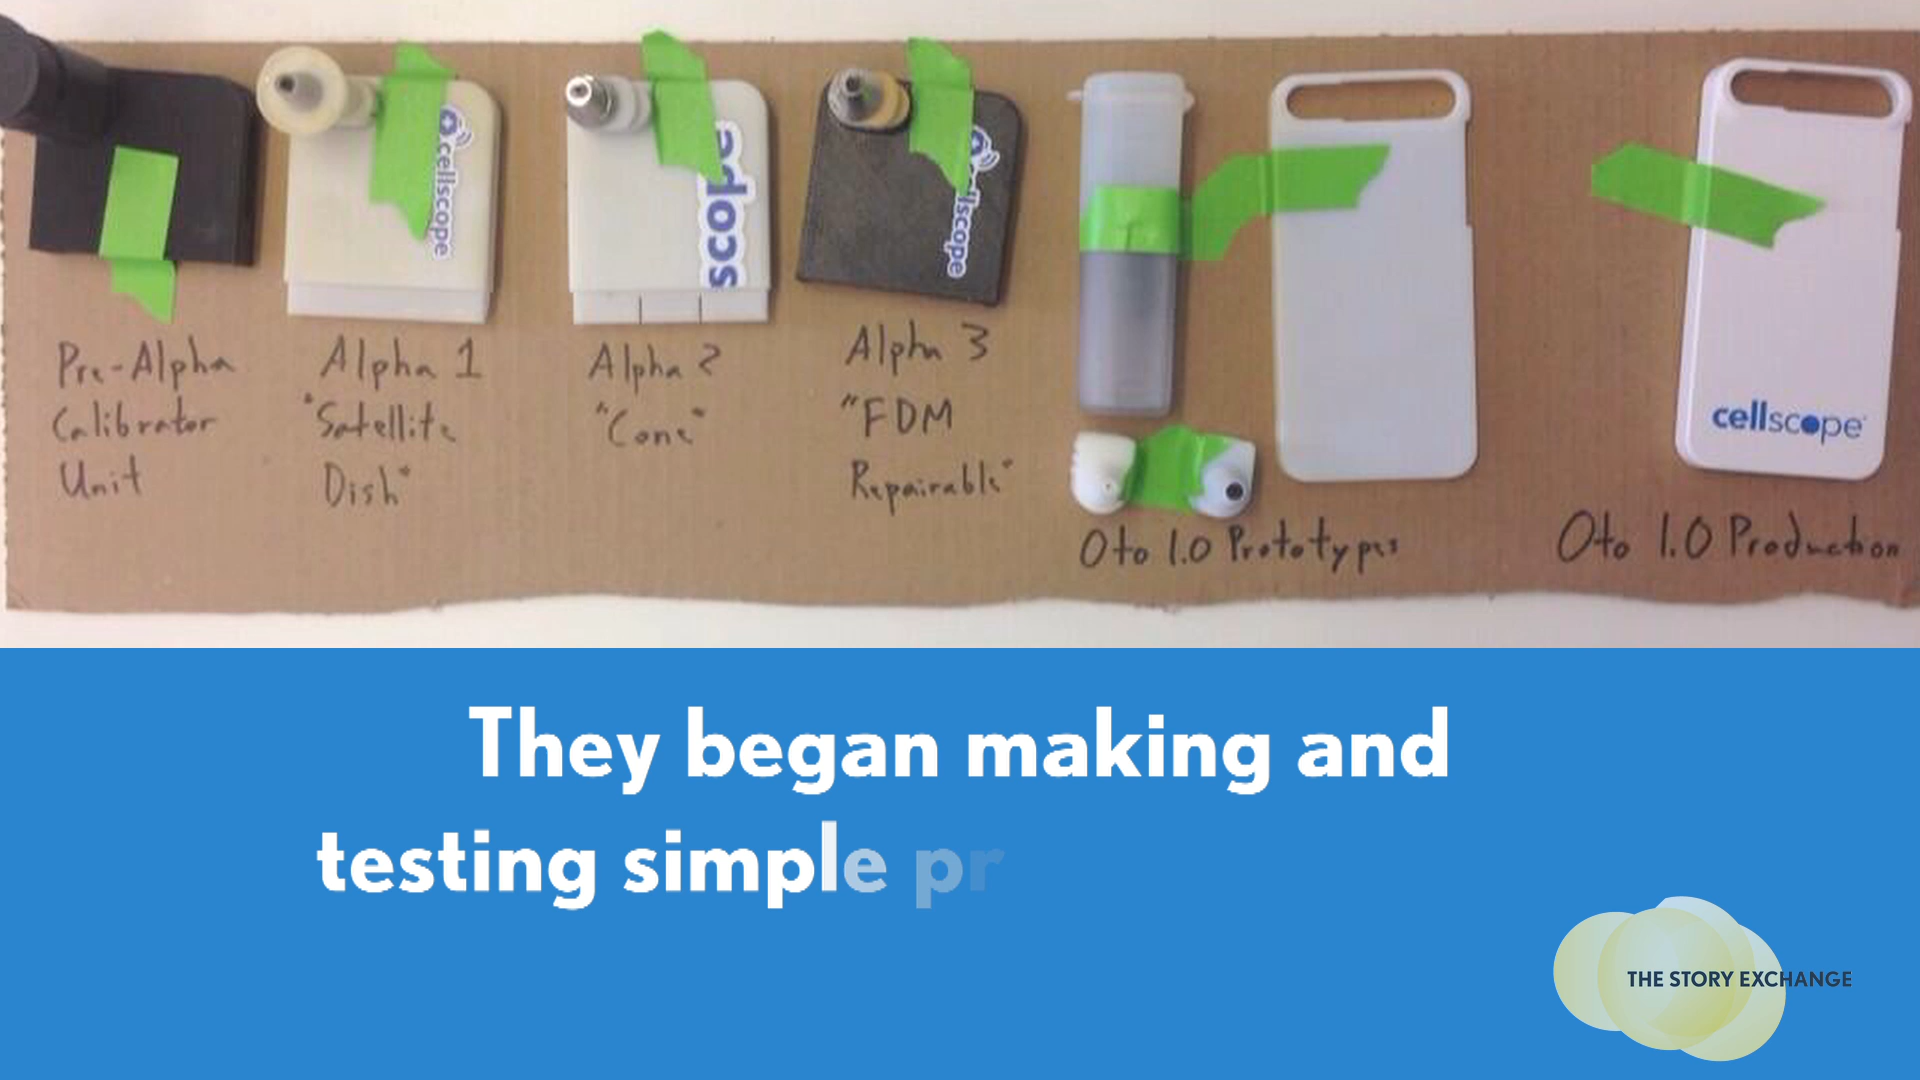 cellscope
scope
cellscope
cellscope
Pre-Alpha
Calibrator
Unit
Alpha 1
"Satellite
Dish"
Alpha 2
"Cone"
Alpha 3
"FDM
Repairable"
Oto 1.0 Prototypes
Oto 1.0 Production
They began making and
testing simple pr
THE STORY EXCHANGE